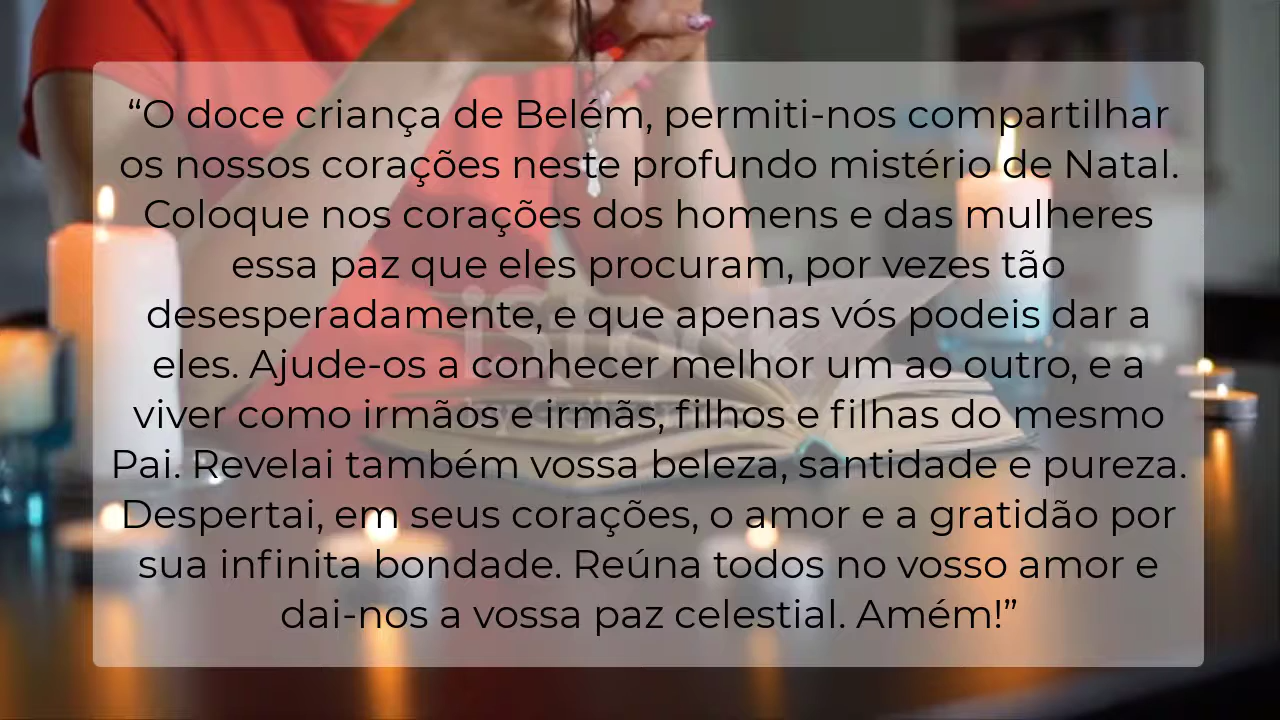 “O doce criança de Belém, permiti-nos compartilhar
os nossos corações neste profundo mistério de Natal.
Coloque nos corações dos homens e das mulheres
essa paz que eles procuram, por vezes tão
desesperadamente, e que apenas vós podeis dar a
eles. Ajude-os a conhecer melhor um ao outro, e a
viver como irmãos e irmãs, filhos e filhas do mesmo
Pai. Revelai também vossa beleza, santidade e pureza.
Despertai, em seus corações, o amor e a gratidão por
sua infinita bondade. Reúna todos no vosso amor e
dai-nos a vossa paz celestial. Amém!”
iStock